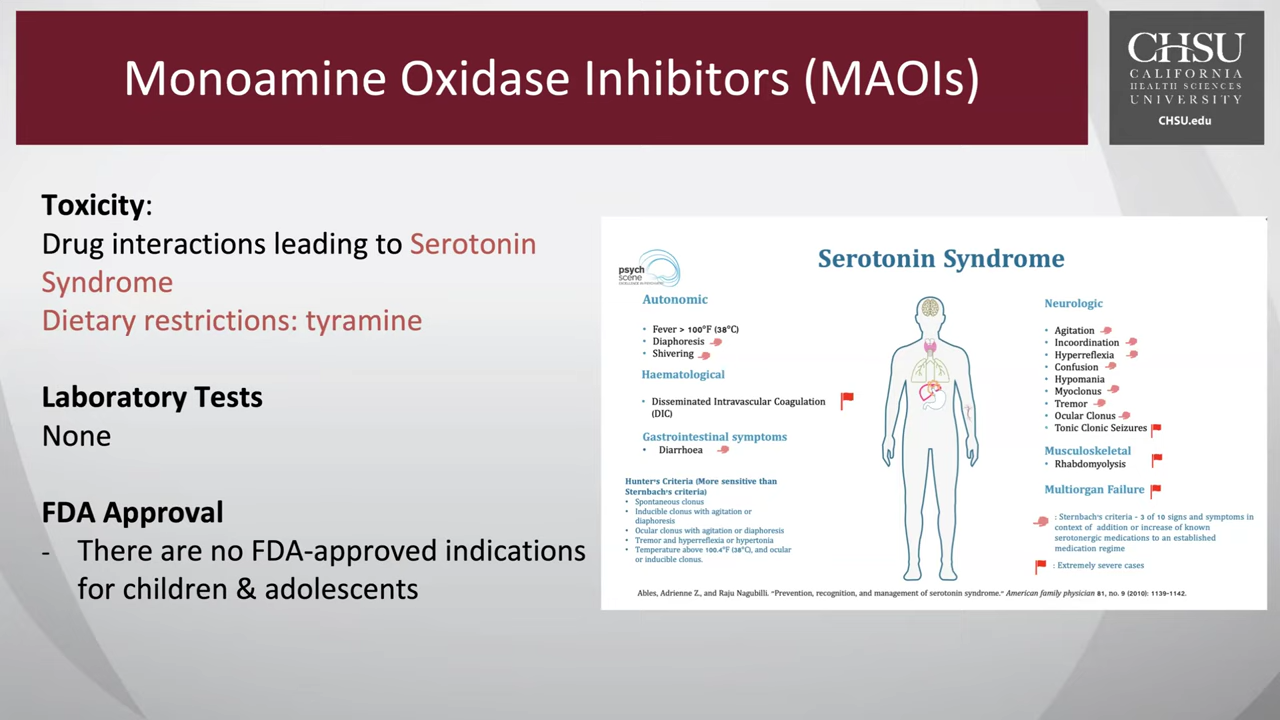 Monoamine Oxidase Inhibitors (MAOIs)
CHSU
CALIFORNIA
HEALTH SCIENCES
UNIVERSITY
CHSU.edu
Toxicity:
Drug interactions leading to Serotonin
Syndrome
Dietary restrictions: tyramine
Laboratory Tests
None
FDA Approval
- There are no FDA-approved indications
for children & adolescents
psych
scene
Serotonin Syndrome
Autonomic
• Fever > 100°F (38°C)
• Diaphoresis
• Shivering
Haematological
• Disseminated Intravascular Coagulation
(DIC)
Gastrointestinal symptoms
• Diarrhoea
Hunter's Criteria (More sensitive than
Sternbach's criteria)
• Spontaneous clonus
• Inducible clonus with agitation or
diaphoresis
• Ocular clonus with agitation or diaphoresis
• Tremor and hyperreflexia or hypertonia
• Temperature above 100.4°F (38°C), and ocular
or inducible clonus.
Neurologic
• Agitation
• Incoordination
• Hyperreflexia
• Confusion
• Hypomania
• Myoclonus
• Tremor
• Ocular Clonus
• Tonic Clonic Seizures
Musculoskeletal
• Rhabdomyolysis
Multiorgan Failure
: Sternbach's criteria - 3 of 10 signs and symptoms in
context of addition or increase of known
serotonergic medications to an established
medication regime
: Extremely severe cases
Ables, Adrienne Z., and Raju Nagubilli. "Prevention, recognition, and management of serotonin syndrome." American family physician 81, no. 9 (2010): 1139-1142.